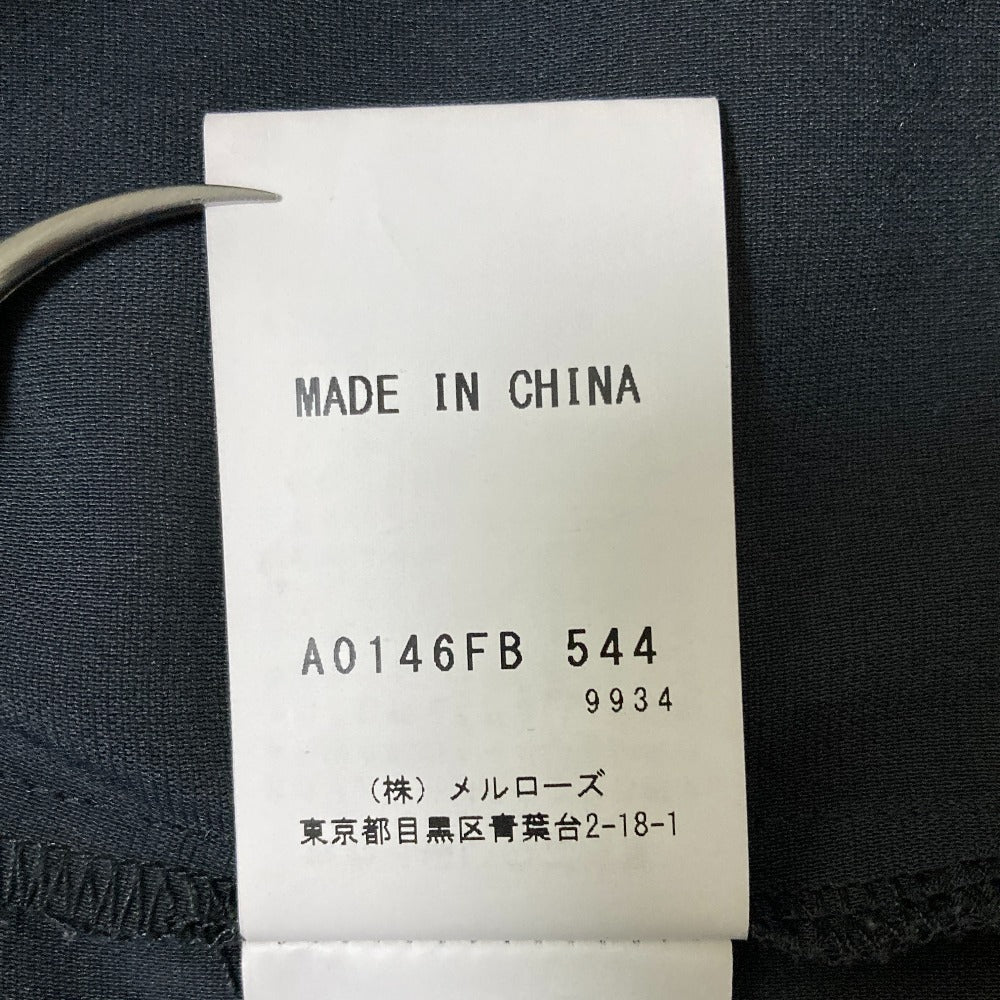 MADE IN CHINA
A0146FB 544
9934
（株）メルローズ
東京都目黒区青葉台2-18-1